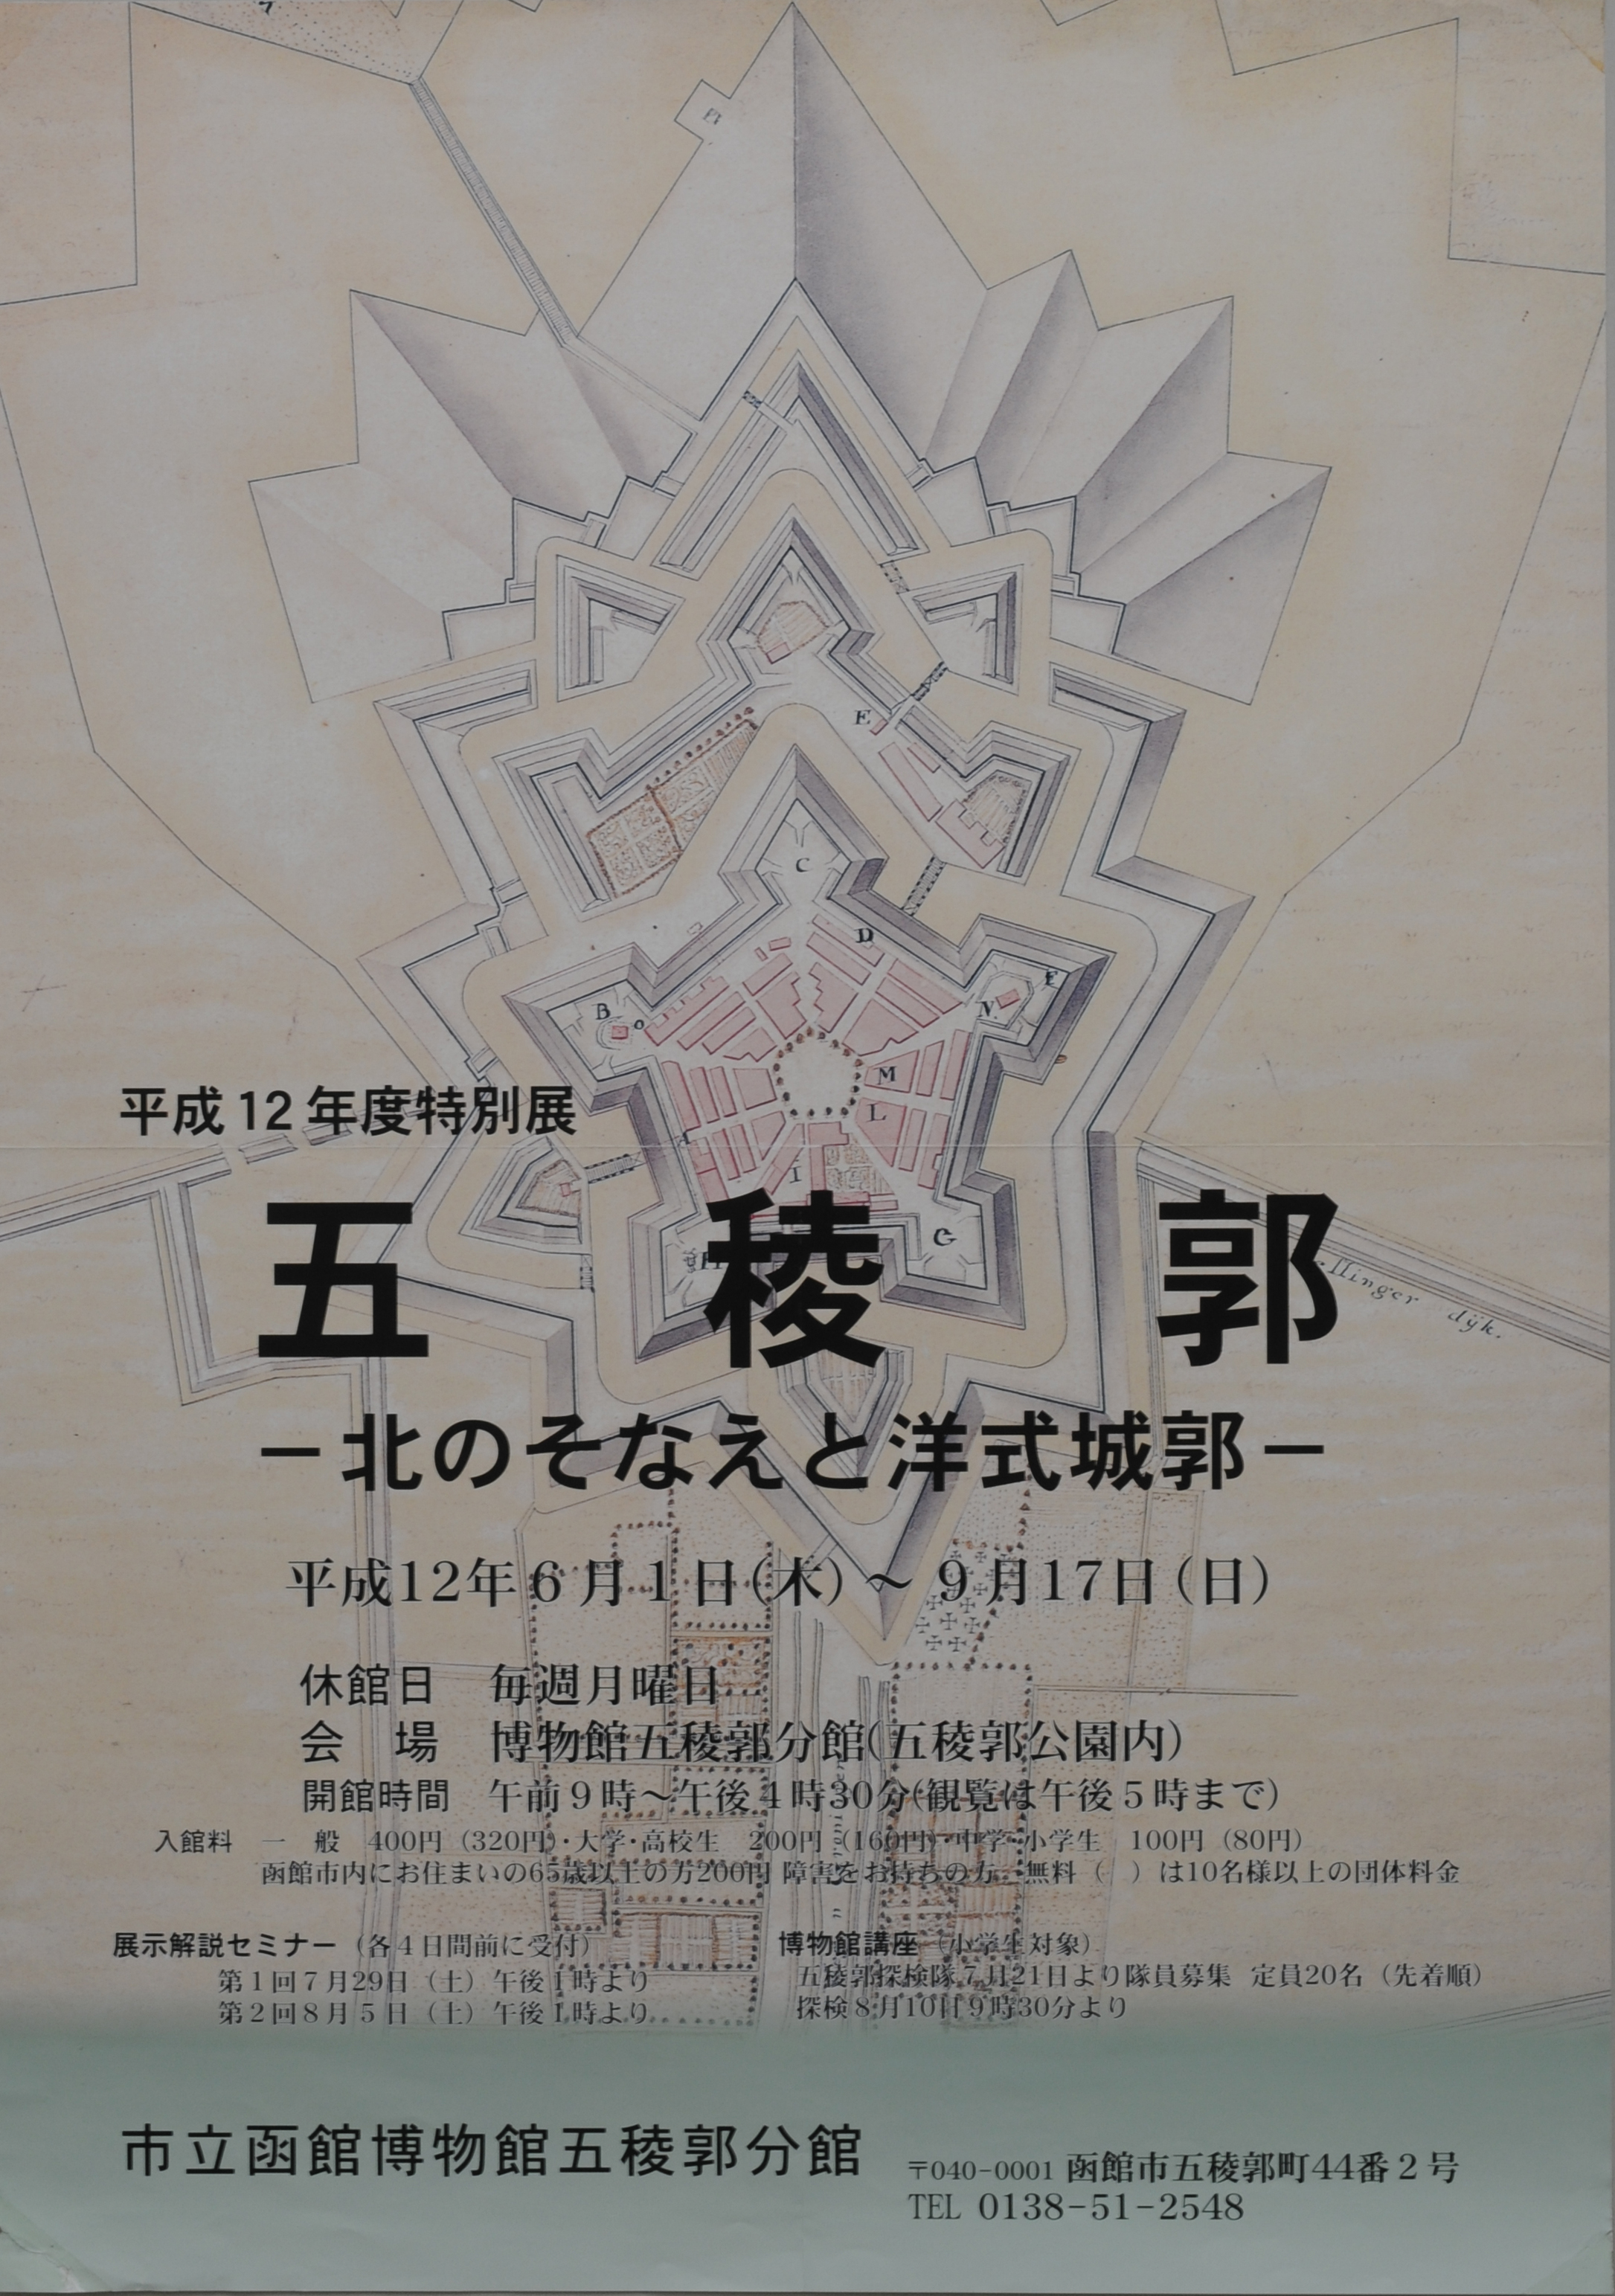 平成12年度特別展
五稜郭
－北のそなえと洋式城郭－
平成12年6月1日(木)～9月17日(日)
休館日　毎週月曜日
会　場　博物館五稜郭分館(五稜郭公園内)
開館時間　午前9時～午後4時30分(観覧は午後5時まで)
入館料　一　般　400円（320円）・大学・高校生　200円（160円）・中学・小学生　100円（80円）
函館市内にお住まいの65歳以上の方200円 障害をお持ちの方　無料（　）は10名様以上の団体料金
展示解説セミナー（各4日間前に受付）
第1回7月29日（土）午後1時より
第2回8月5日（土）午後1時より
博物館講座（小学生対象）
五稜郭探検隊 7月21日より隊員募集　定員20名（先着順）
探検 8月10日 9時30分より
市立函館博物館五稜郭分館
〒040-0001 函館市五稜郭町44番2号
TEL 0138-51-2548
E
C
D
B
N
M
L
I
G
llinger dÿk.